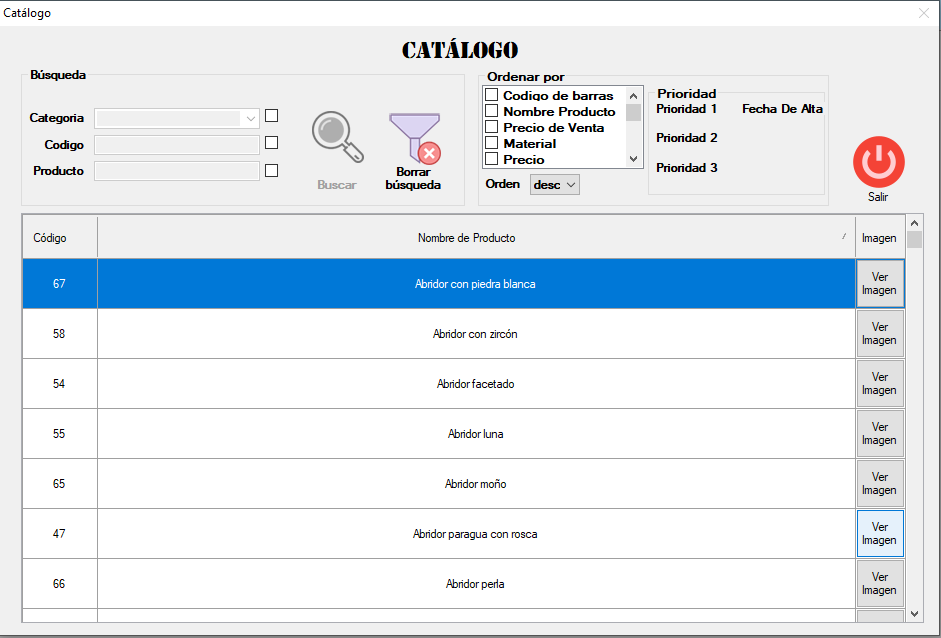 Catálogo
CATÁLOGO
Búsqueda
Categoria
Codigo
Producto
Buscar
Borrar
búsqueda
Ordenar por
Codigo de barras
Nombre Producto
Precio de Venta
Material
Precio
Orden
desc
Prioridad
Prioridad 1 Fecha De Alta
Prioridad 2
Prioridad 3
Salir
Código Nombre de Producto Imagen
67 Abridor con piedra blanca Ver
Imagen
58 Abridor con zircón Ver
Imagen
54 Abridor facetado Ver
Imagen
55 Abridor luna Ver
Imagen
65 Abridor moño Ver
Imagen
47 Abridor paragua con rosca Ver
Imagen
66 Abridor perla Ver
Imagen